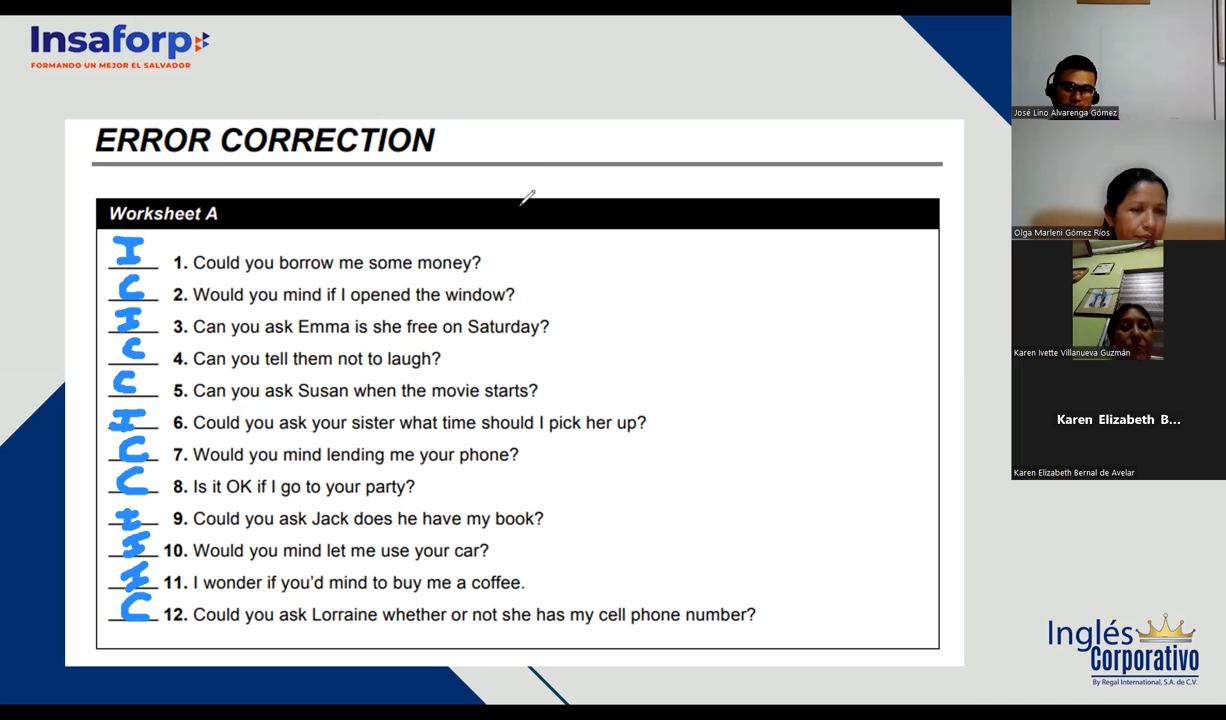 Insaforp
FORMANDO UN MEJOR EL SALVADOR
ERROR CORRECTION
Worksheet A
I 1. Could you borrow me some money?
C 2. Would you mind if I opened the window?
I 3. Can you ask Emma is she free on Saturday?
C 4. Can you tell them not to laugh?
C 5. Can you ask Susan when the movie starts?
I 6. Could you ask your sister what time should I pick her up?
C 7. Would you mind lending me your phone?
C 8. Is it OK if I go to your party?
I 9. Could you ask Jack does he have my book?
I 10. Would you mind let me use your car?
I 11. I wonder if you'd mind to buy me a coffee.
C 12. Could you ask Lorraine whether or not she has my cell phone number?
José Lino Alvarenga Gómez
Olga Marleni Gómez Ríos
Karen Ivette Villanueva Guzmán
Karen Elizabeth B...
Karen Elizabeth Bernal de Avelar
Inglés
Corporativo
By Regal International, S.A. de C.V.